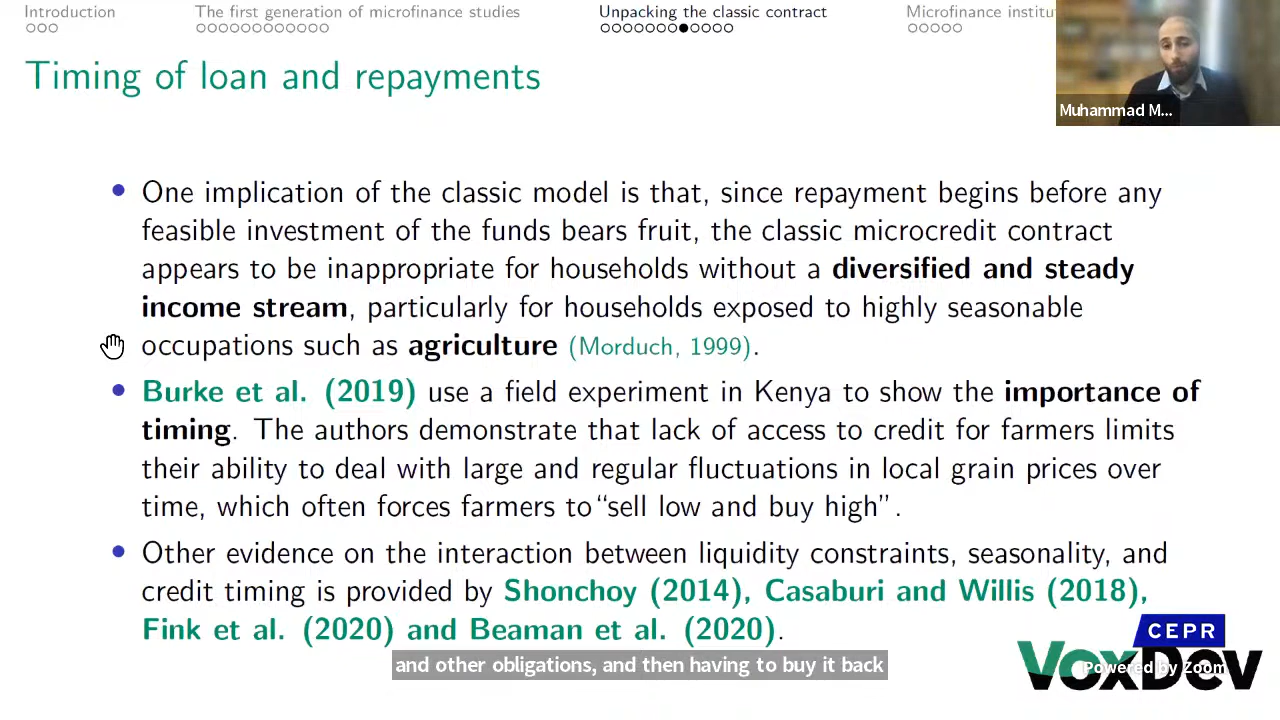 Introduction
The first generation of microfinance studies
Unpacking the classic contract
Microfinance institu
Muhammad M...
Timing of loan and repayments
One implication of the classic model is that, since repayment begins before any
feasible investment of the funds bears fruit, the classic microcredit contract
appears to be inappropriate for households without a diversified and steady
income stream, particularly for households exposed to highly seasonable
occupations such as agriculture (Morduch, 1999).
Burke et al. (2019) use a field experiment in Kenya to show the importance of
timing. The authors demonstrate that lack of access to credit for farmers limits
their ability to deal with large and regular fluctuations in local grain prices over
time, which often forces farmers to “sell low and buy high”.
Other evidence on the interaction between liquidity constraints, seasonality, and
credit timing is provided by Shonchoy (2014), Casaburi and Willis (2018),
Fink et al. (2020) and Beaman et al. (2020).
and other obligations, and then having to buy it back
CEPR
VoxDev
Powered by Zoom